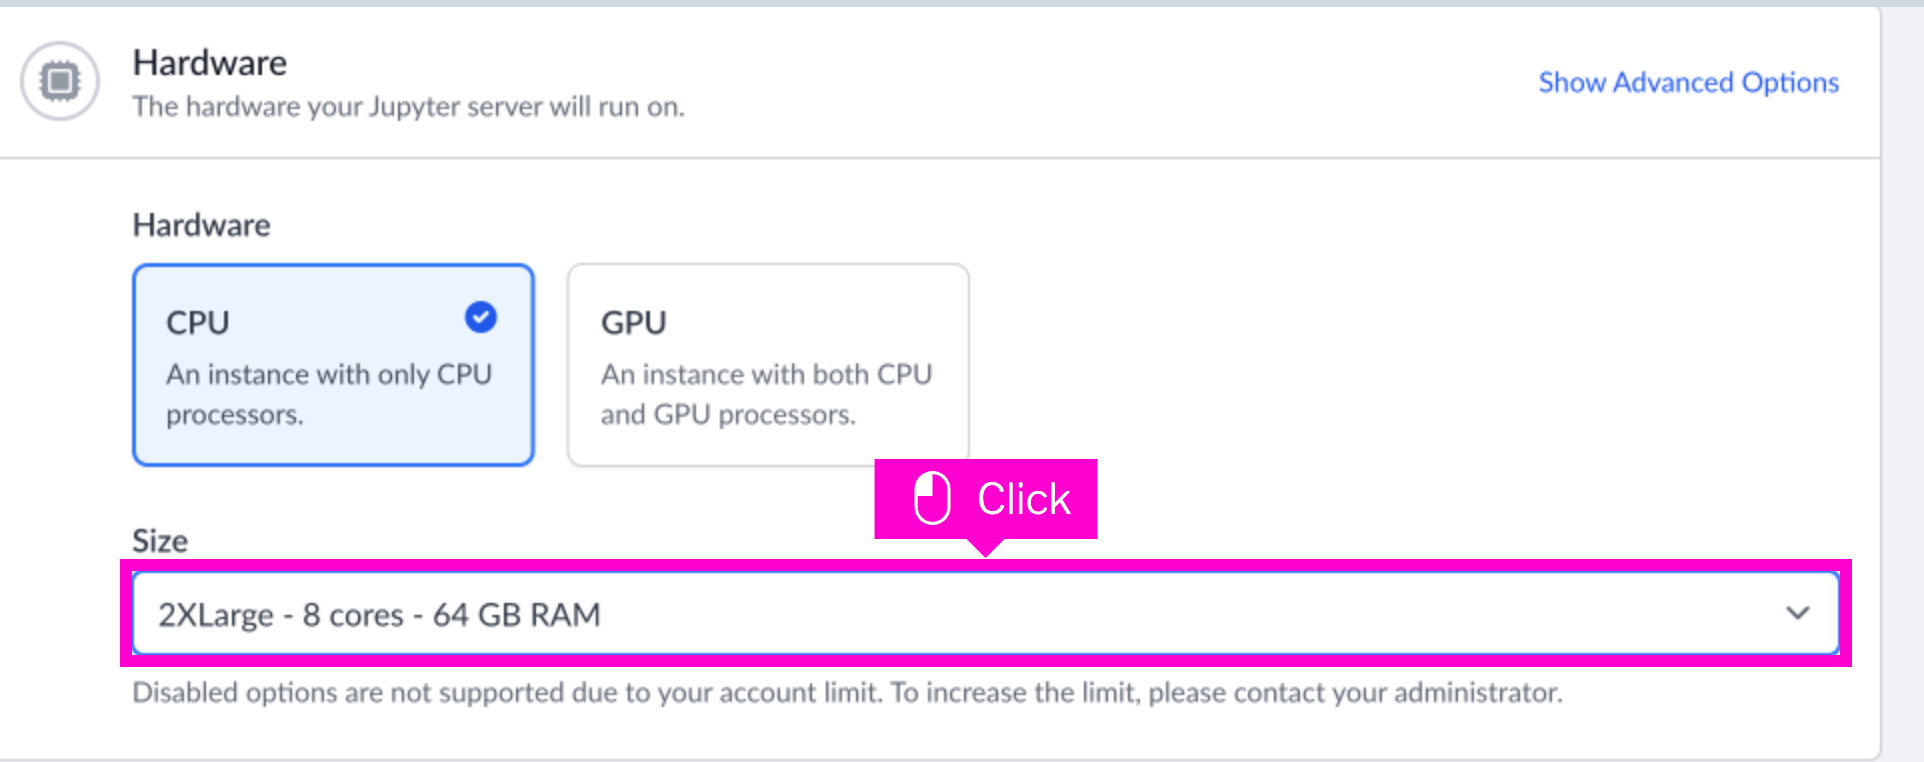 Hardware
The hardware your Jupyter server will run on.
Show Advanced Options
Hardware
CPU
An instance with only CPU
processors.
GPU
An instance with both CPU
and GPU processors.
Click
Size
2XLarge - 8 cores - 64 GB RAM
Disabled options are not supported due to your account limit. To increase the limit, please contact your administrator.